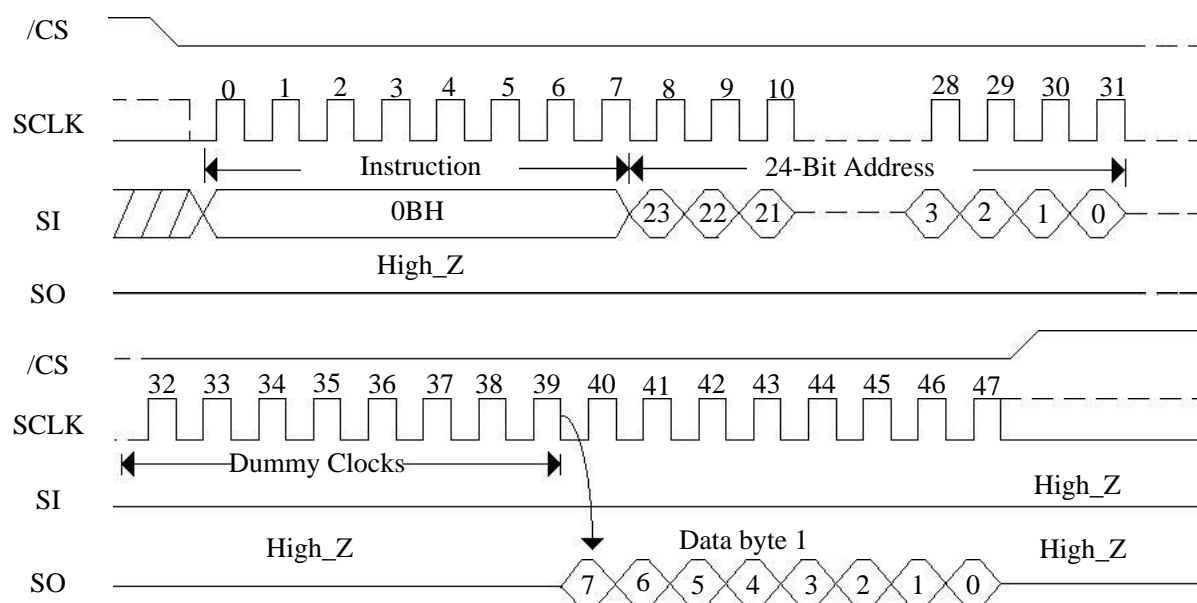 /CS
0 1 2 3 4 5 6 7 8 9 10 28 29 30 31
SCLK
Instruction 24-Bit Address
SI 0BH 23 22 21 3 2 1 0
High_Z
SO
/CS
32 33 34 35 36 37 38 39 40 41 42 43 44 45 46 47
SCLK
Dummy Clocks
SI High_Z
High_Z Data byte 1 High_Z
SO 7 6 5 4 3 2 1 0